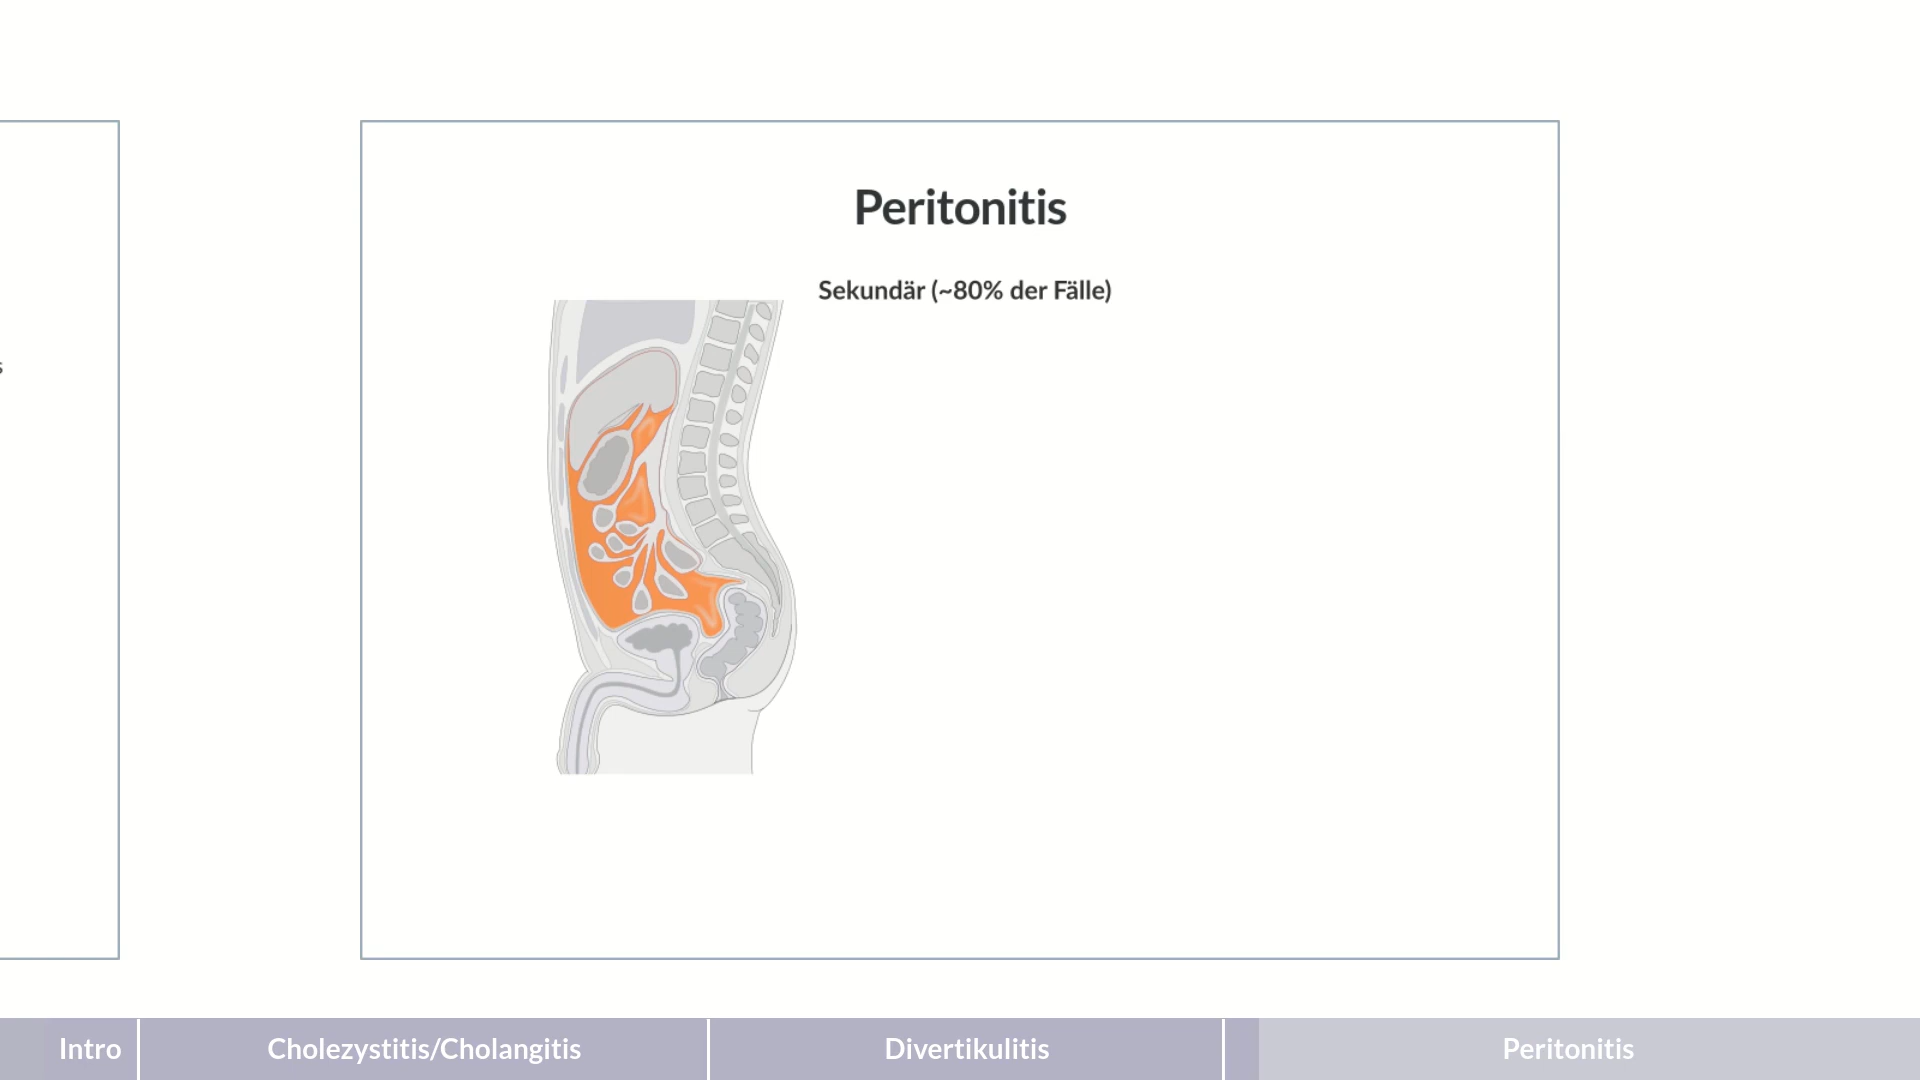 Peritonitis
Sekundär (~80% der Fälle)
s
Intro
Cholezystitis/Cholangitis
Divertikulitis
Peritonitis